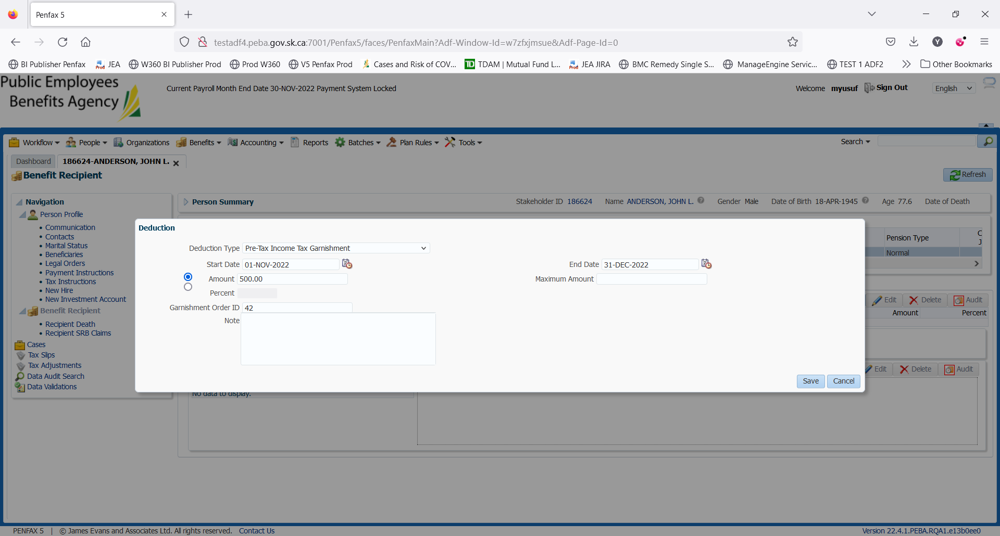 Penfax 5
testadf4.peba.gov.sk.ca:7001/Penfax5/faces/PenfaxMain?Adf-Window-Id=w7zfxjmsue&Adf-Page-Id=0
Y
BI Publisher Penfax JEA W360 BI Publisher Prod Prod W360 V5 Penfax Prod Cases and Risk of COV... TDAM | Mutual Fund L... JEA JIRA BMC Remedy Single S... ManageEngine Servic... TEST 1 ADF2 Other Bookmarks
Public Employees
Benefits Agency
Current Payroll Month End Date 30-NOV-2022 Payment System Locked
Welcome myusuf Sign Out English
Workflow People Organizations Benefits Accounting Reports Batches Plan Rules Tools Search
Dashboard 186624-ANDERSON, JOHN L.
Benefit Recipient Refresh
Navigation
Person Profile
Communication
Contacts
Marital Status
Beneficiaries
Legal Orders
Payment Instructions
Tax Instructions
New Hire
New Investment Account
Benefit Recipient
Recipient Death
Recipient SRB Claims
Cases
Tax Slips
Tax Adjustments
Data Audit Search
Data Validations
Person Summary Stakeholder ID 186624 Name ANDERSON, JOHN L. Gender Male Date of Birth 18-APR-1945 Age 77.6 Date of Death
Pension Type
Normal
Edit Delete Audit
Amount Percent
Edit Delete Audit
No data to display.
Deduction
Deduction Type Pre-Tax Income Tax Garnishment
Start Date 01-NOV-2022 End Date 31-DEC-2022
Amount 500.00 Maximum Amount
Percent
Garnishment Order ID 42
Note
Save Cancel
PENFAX 5 | © James Evans and Associates Ltd. All rights reserved. Contact Us
Version 22.4.1.PEBA.RQA1.e13b0ee0